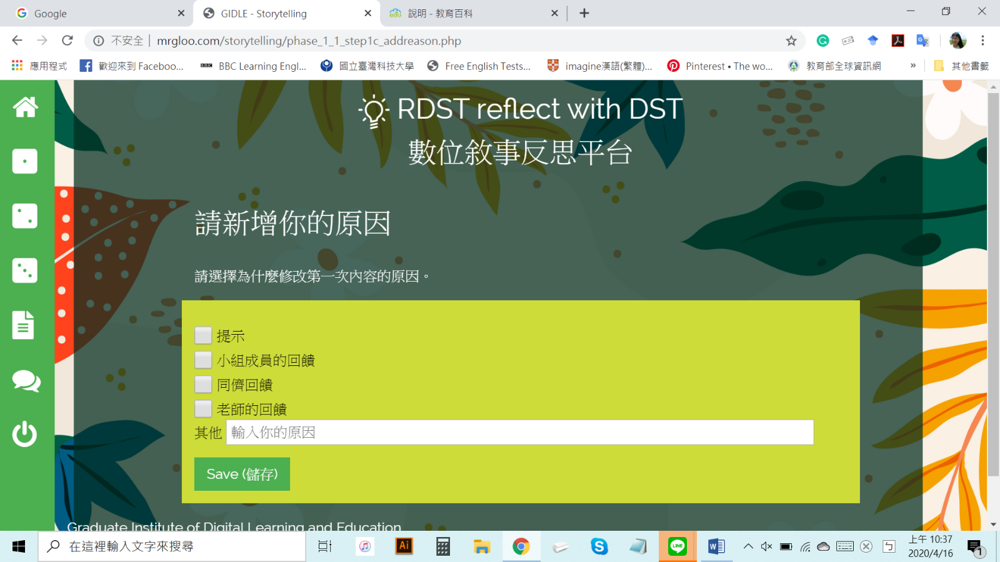 Google
GIDLE - Storytelling
說明 - 教育百科
不安全
mrgloo.com/storytelling/phase_1_1_step1c_addreason.php
應用程式
歡迎來到 Faceboo...
BBC Learning Engl...
國立臺灣科技大學
Free English Tests...
imagine漢語(繁體)...
Pinterest • The wo...
教育部全球資訊網
»
其他書籤
RDST reflect with DST
數位敘事反思平台
請新增你的原因
請選擇為什麼修改第一次內容的原因。
提示
小組成員的回饋
同儕回饋
老師的回饋
其他 輸入你的原因
Save (儲存)
Graduate Institute of Digital Learning and Education
在這裡輸入文字來搜尋
上午 10:37
2020/4/16
1